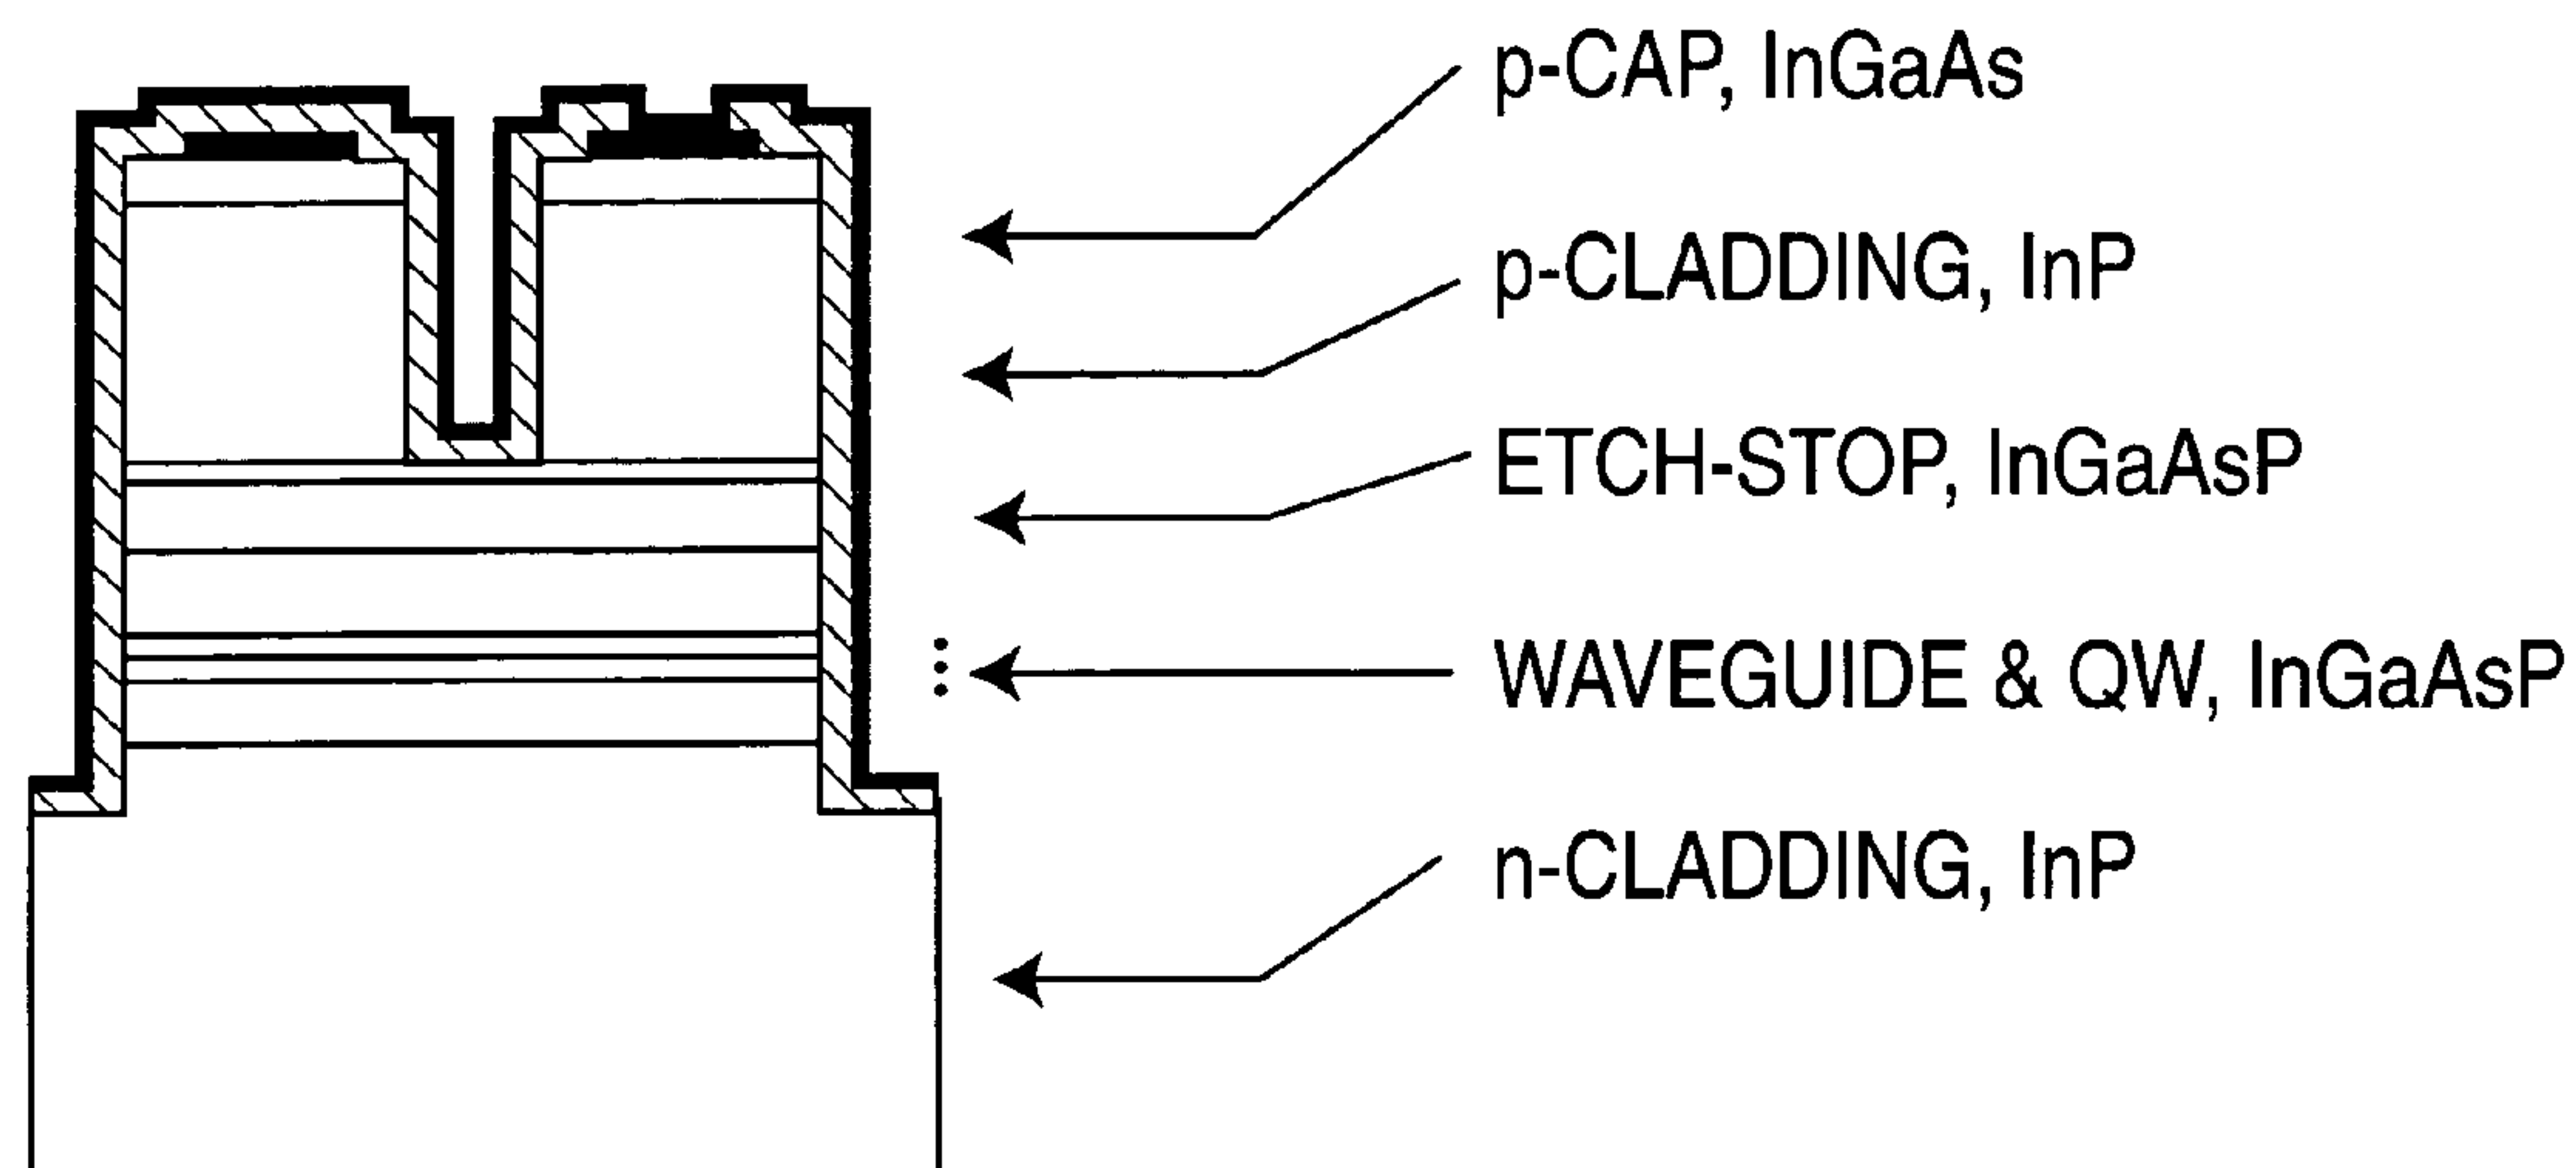 p-CAP, InGaAs
p-CLADDING, InP
ETCH-STOP, InGaAsP
WAVEGUIDE & QW, InGaAsP
n-CLADDING, InP